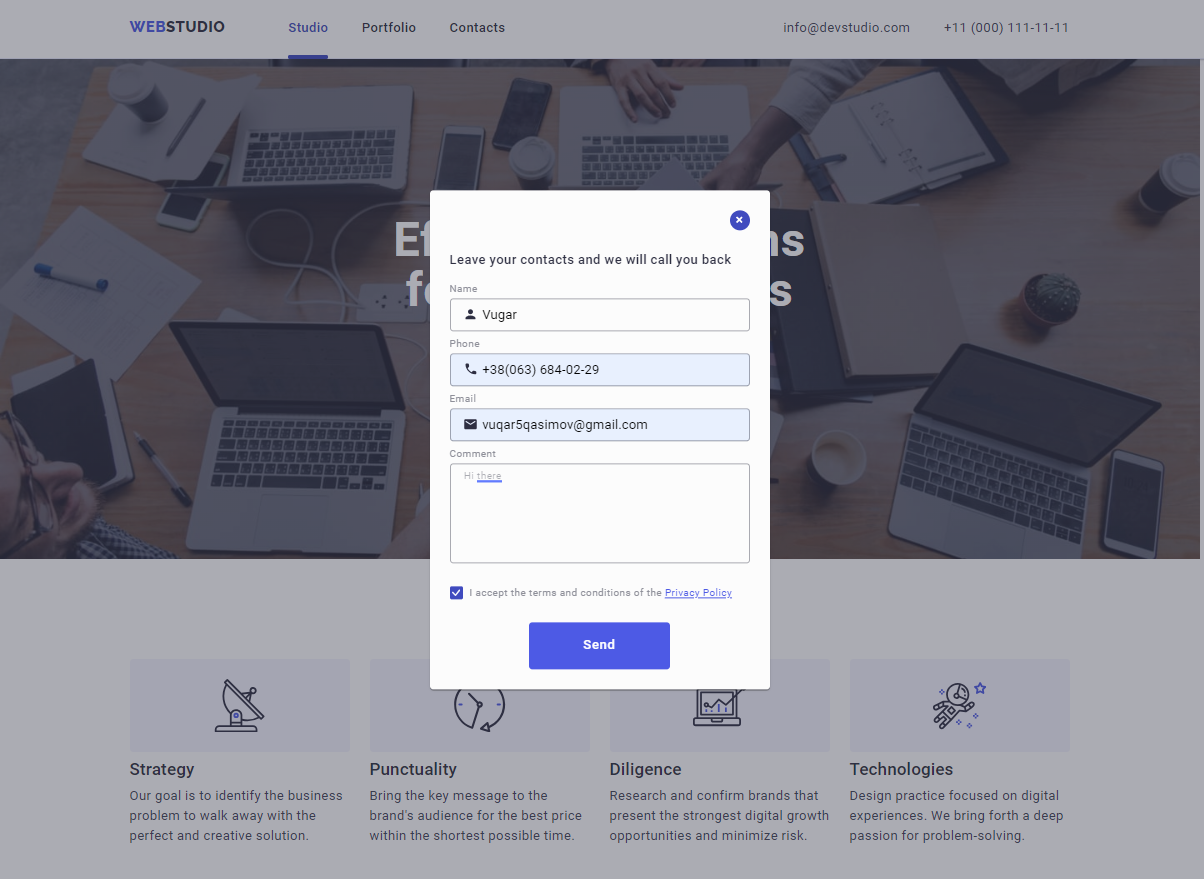 WEBSTUDIO
Studio
Portfolio
Contacts
info@devstudio.com
+11 (000) 111-11-11
Leave your contacts and we will call you back
Name
Vugar
Phone
+38(063) 684-02-29
Email
vuqar5qasimov@gmail.com
Comment
Hi there
I accept the terms and conditions of the Privacy Policy
Send
Strategy
Our goal is to identify the business
problem to walk away with the
perfect and creative solution.
Punctuality
Bring the key message to the
brand's audience for the best price
within the shortest possible time.
Diligence
Research and confirm brands that
present the strongest digital growth
opportunities and minimize risk.
Technologies
Design practice focused on digital
experiences. We bring forth a deep
passion for problem-solving.